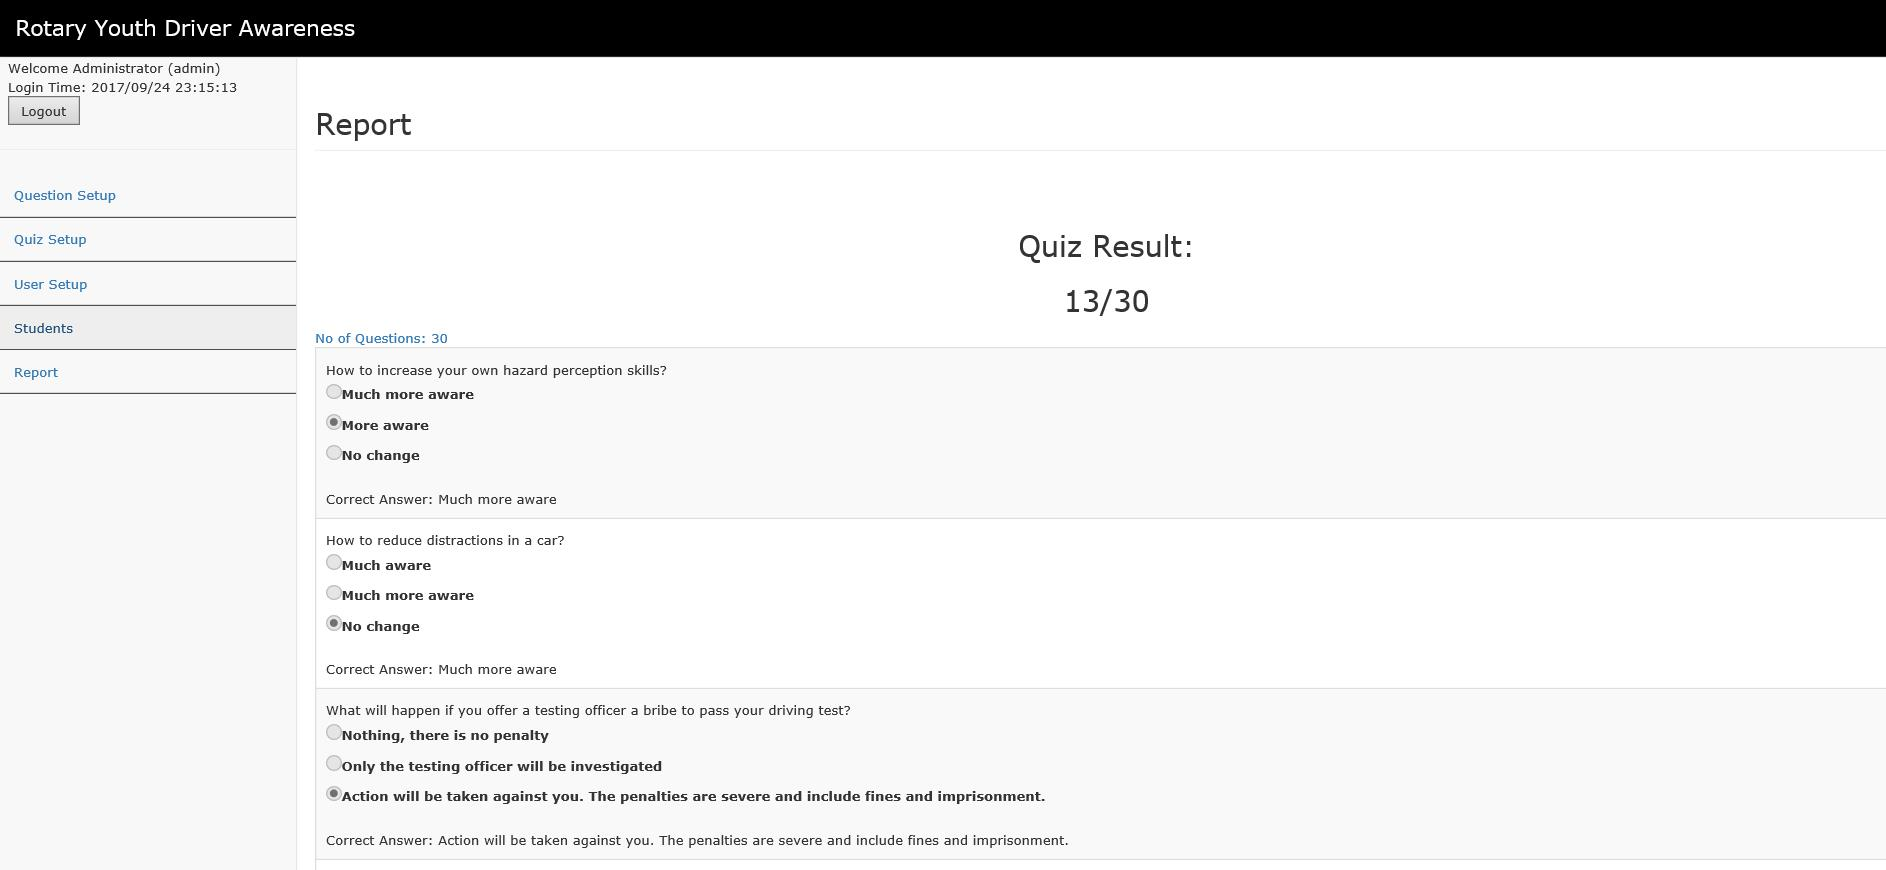 Rotary Youth Driver Awareness
Welcome Administrator (admin)
Login Time: 2017/09/24 23:15:13
Logout
Question Setup
Quiz Setup
User Setup
Students
Report
Report
Quiz Result:
13/30
No of Questions: 30
How to increase your own hazard perception skills?
Much more aware
More aware
No change
Correct Answer: Much more aware
How to reduce distractions in a car?
Much aware
Much more aware
No change
Correct Answer: Much more aware
What will happen if you offer a testing officer a bribe to pass your driving test?
Nothing, there is no penalty
Only the testing officer will be investigated
Action will be taken against you. The penalties are severe and include fines and imprisonment.
Correct Answer: Action will be taken against you. The penalties are severe and include fines and imprisonment.